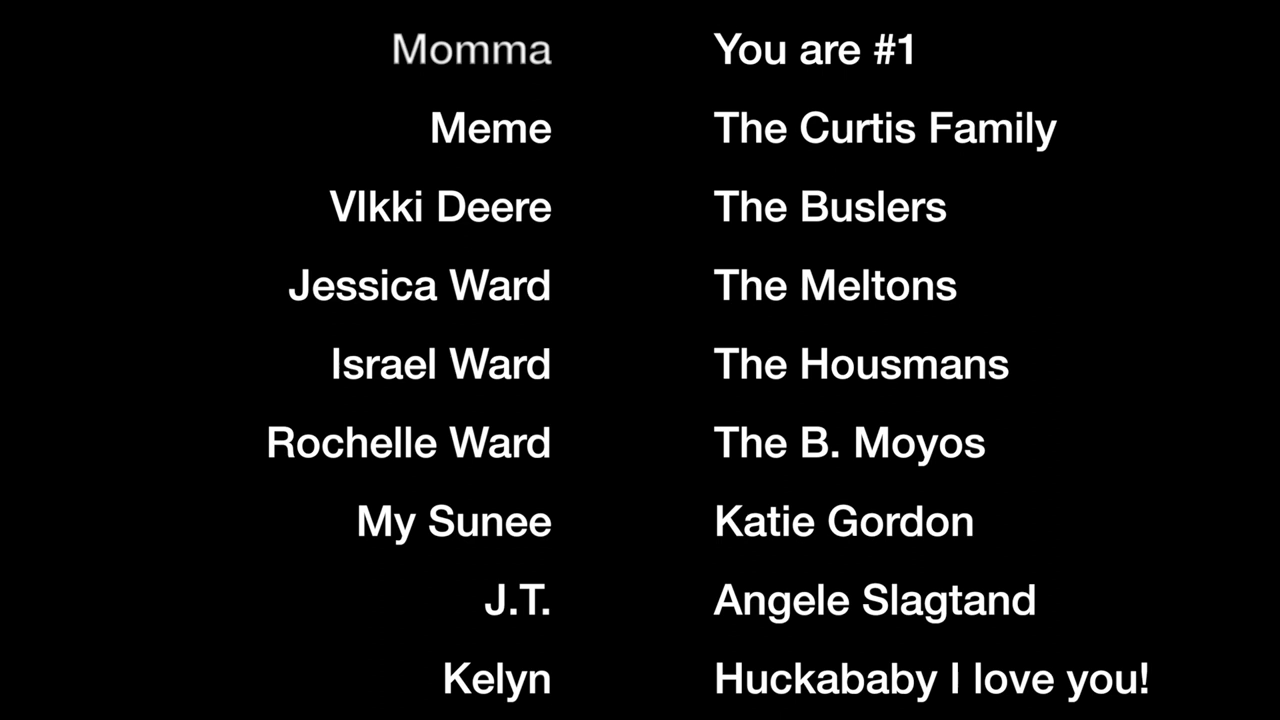 Momma You are #1
Meme The Curtis Family
VIkki Deere The Buslers
Jessica Ward The Meltons
Israel Ward The Housmans
Rochelle Ward The B. Moyos
My Sunee Katie Gordon
J.T. Angele Slagtand
Kelyn Huckababy I love you!